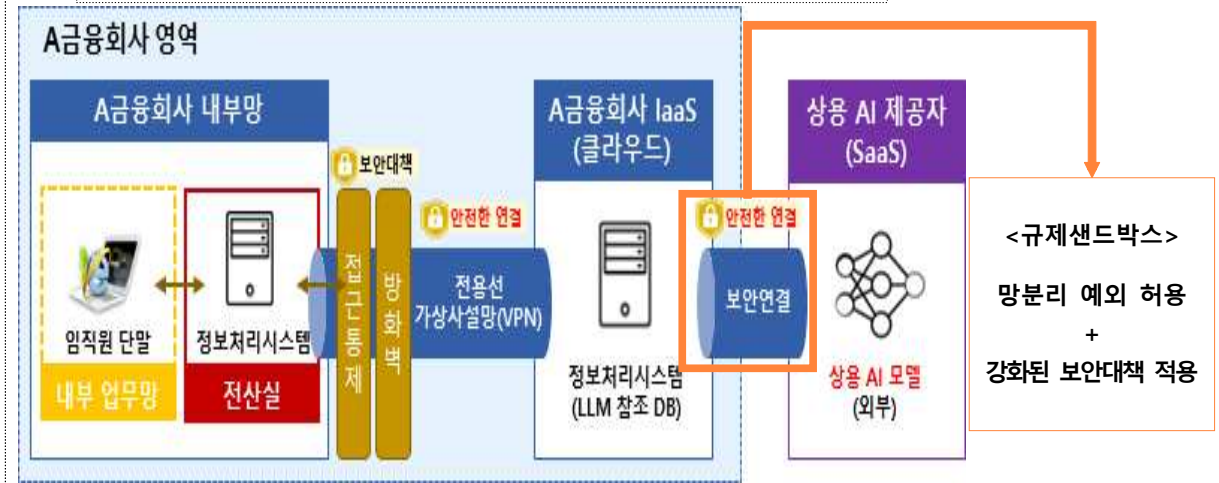 A금융회사 영역
A금융회사 내부망
임직원 단말
내부 업무망
정보처리시스템
전산실
보안대책
접근통제
방화벽
안전한 연결
전용선
가상사설망(VPN)
A금융회사 IaaS
(클라우드)
정보처리시스템
(LLM 참조 DB)
안전한 연결
보안연결
상용 AI 제공자
(SaaS)
상용 AI 모델
(외부)
<규제샌드박스>
망분리 예외 허용
+
강화된 보안대책 적용